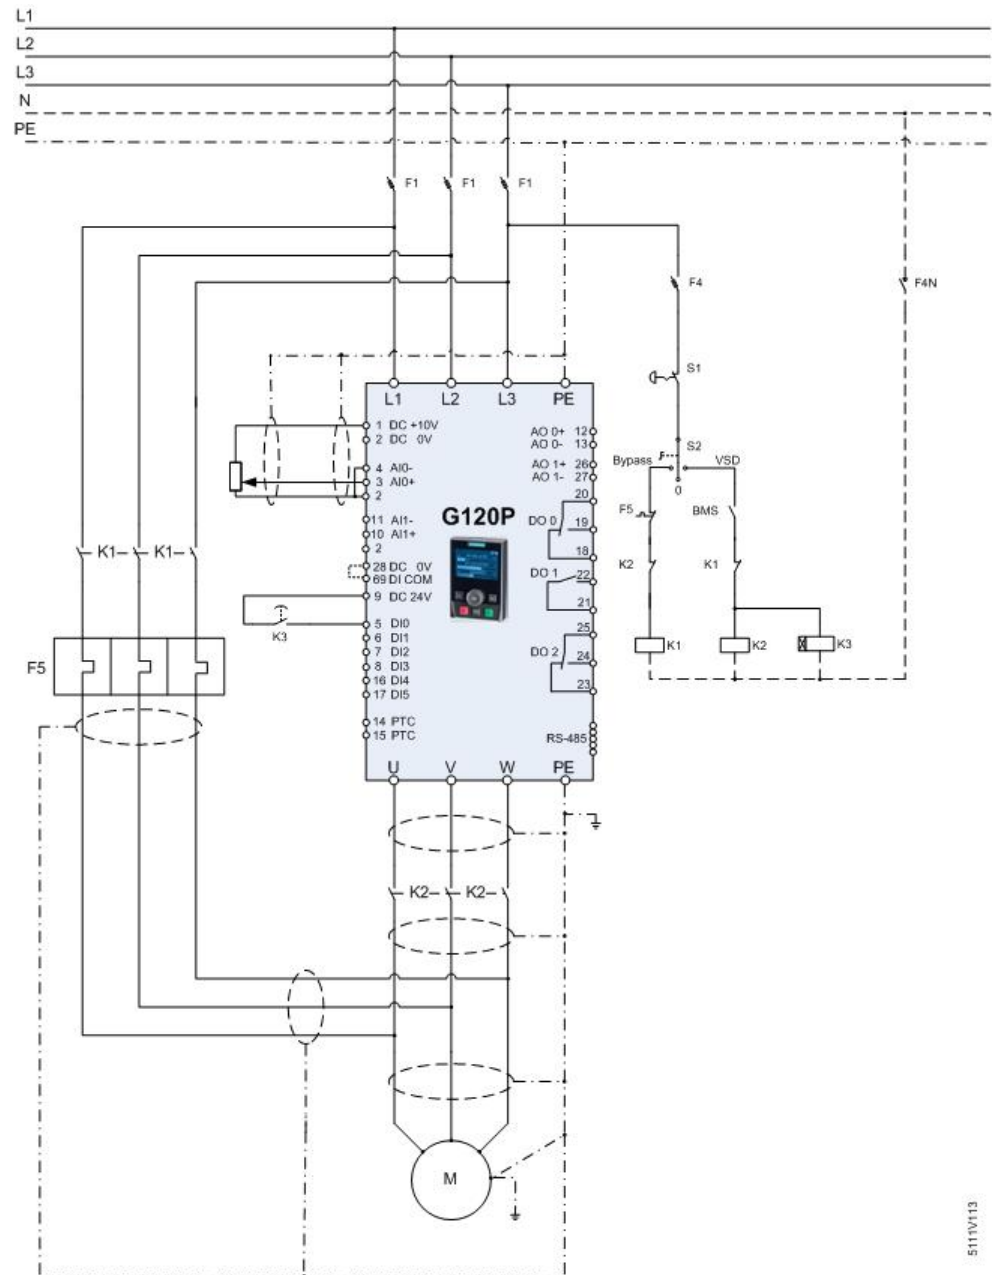 L1
L2
L3
N
PE
F1 F1 F1
F4 F4N
S1
L1 L2 L3 PE
1 DC +10V
2 DC 0V
4 AI0-
3 AI0+
2
11 AI1-
10 AI1+
2
28 DC 0V
69 DI COM
9 DC 24V
5 DI0
6 DI1
7 DI2
8 DI3
16 DI4
17 DI5
14 PTC
15 PTC
G120P
AO 0+ 12
AO 0- 13
AO 1+ 26
AO 1- 27
20
DO 0 19
18
DO 1 22
21
25
DO 2 24
23
RS-485
U V W PE
S2
Bypass VSD
0
F5 BMS
K2 K1
K1 K2 K3
K1 K1
K3
F5
K2 K2
M
5111V113